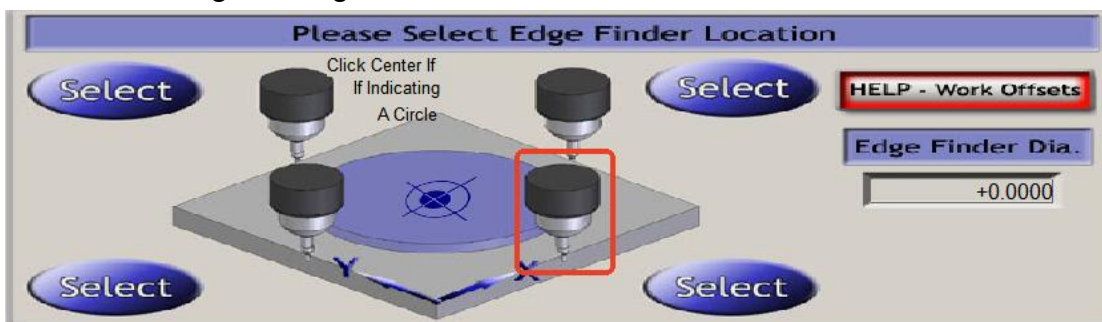 Please Select Edge Finder Location
Select
Click Center If
If Indicating
A Circle
Select
HELP - Work Offsets
Edge Finder Dia.
+0.0000
Y
X
Select
Select